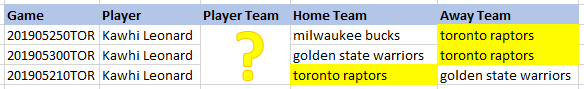 Game Player Player Team Home Team Away Team
201905250TOR Kawhi Leonard milwaukee bucks toronto raptors
201905300TOR Kawhi Leonard ? golden state warriors toronto raptors
201905210TOR Kawhi Leonard toronto raptors golden state warriors